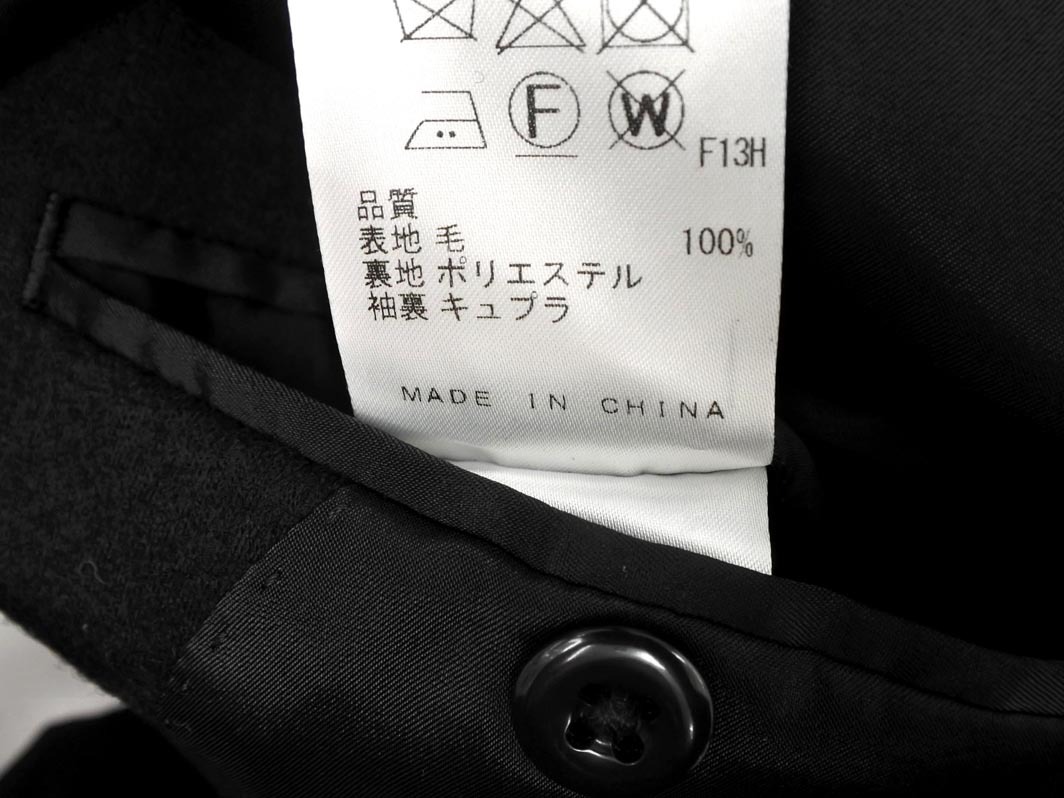 F W F13H
品質
表地 毛 100%
裏地 ポリエステル
袖裏 キュプラ
MADE IN CHINA